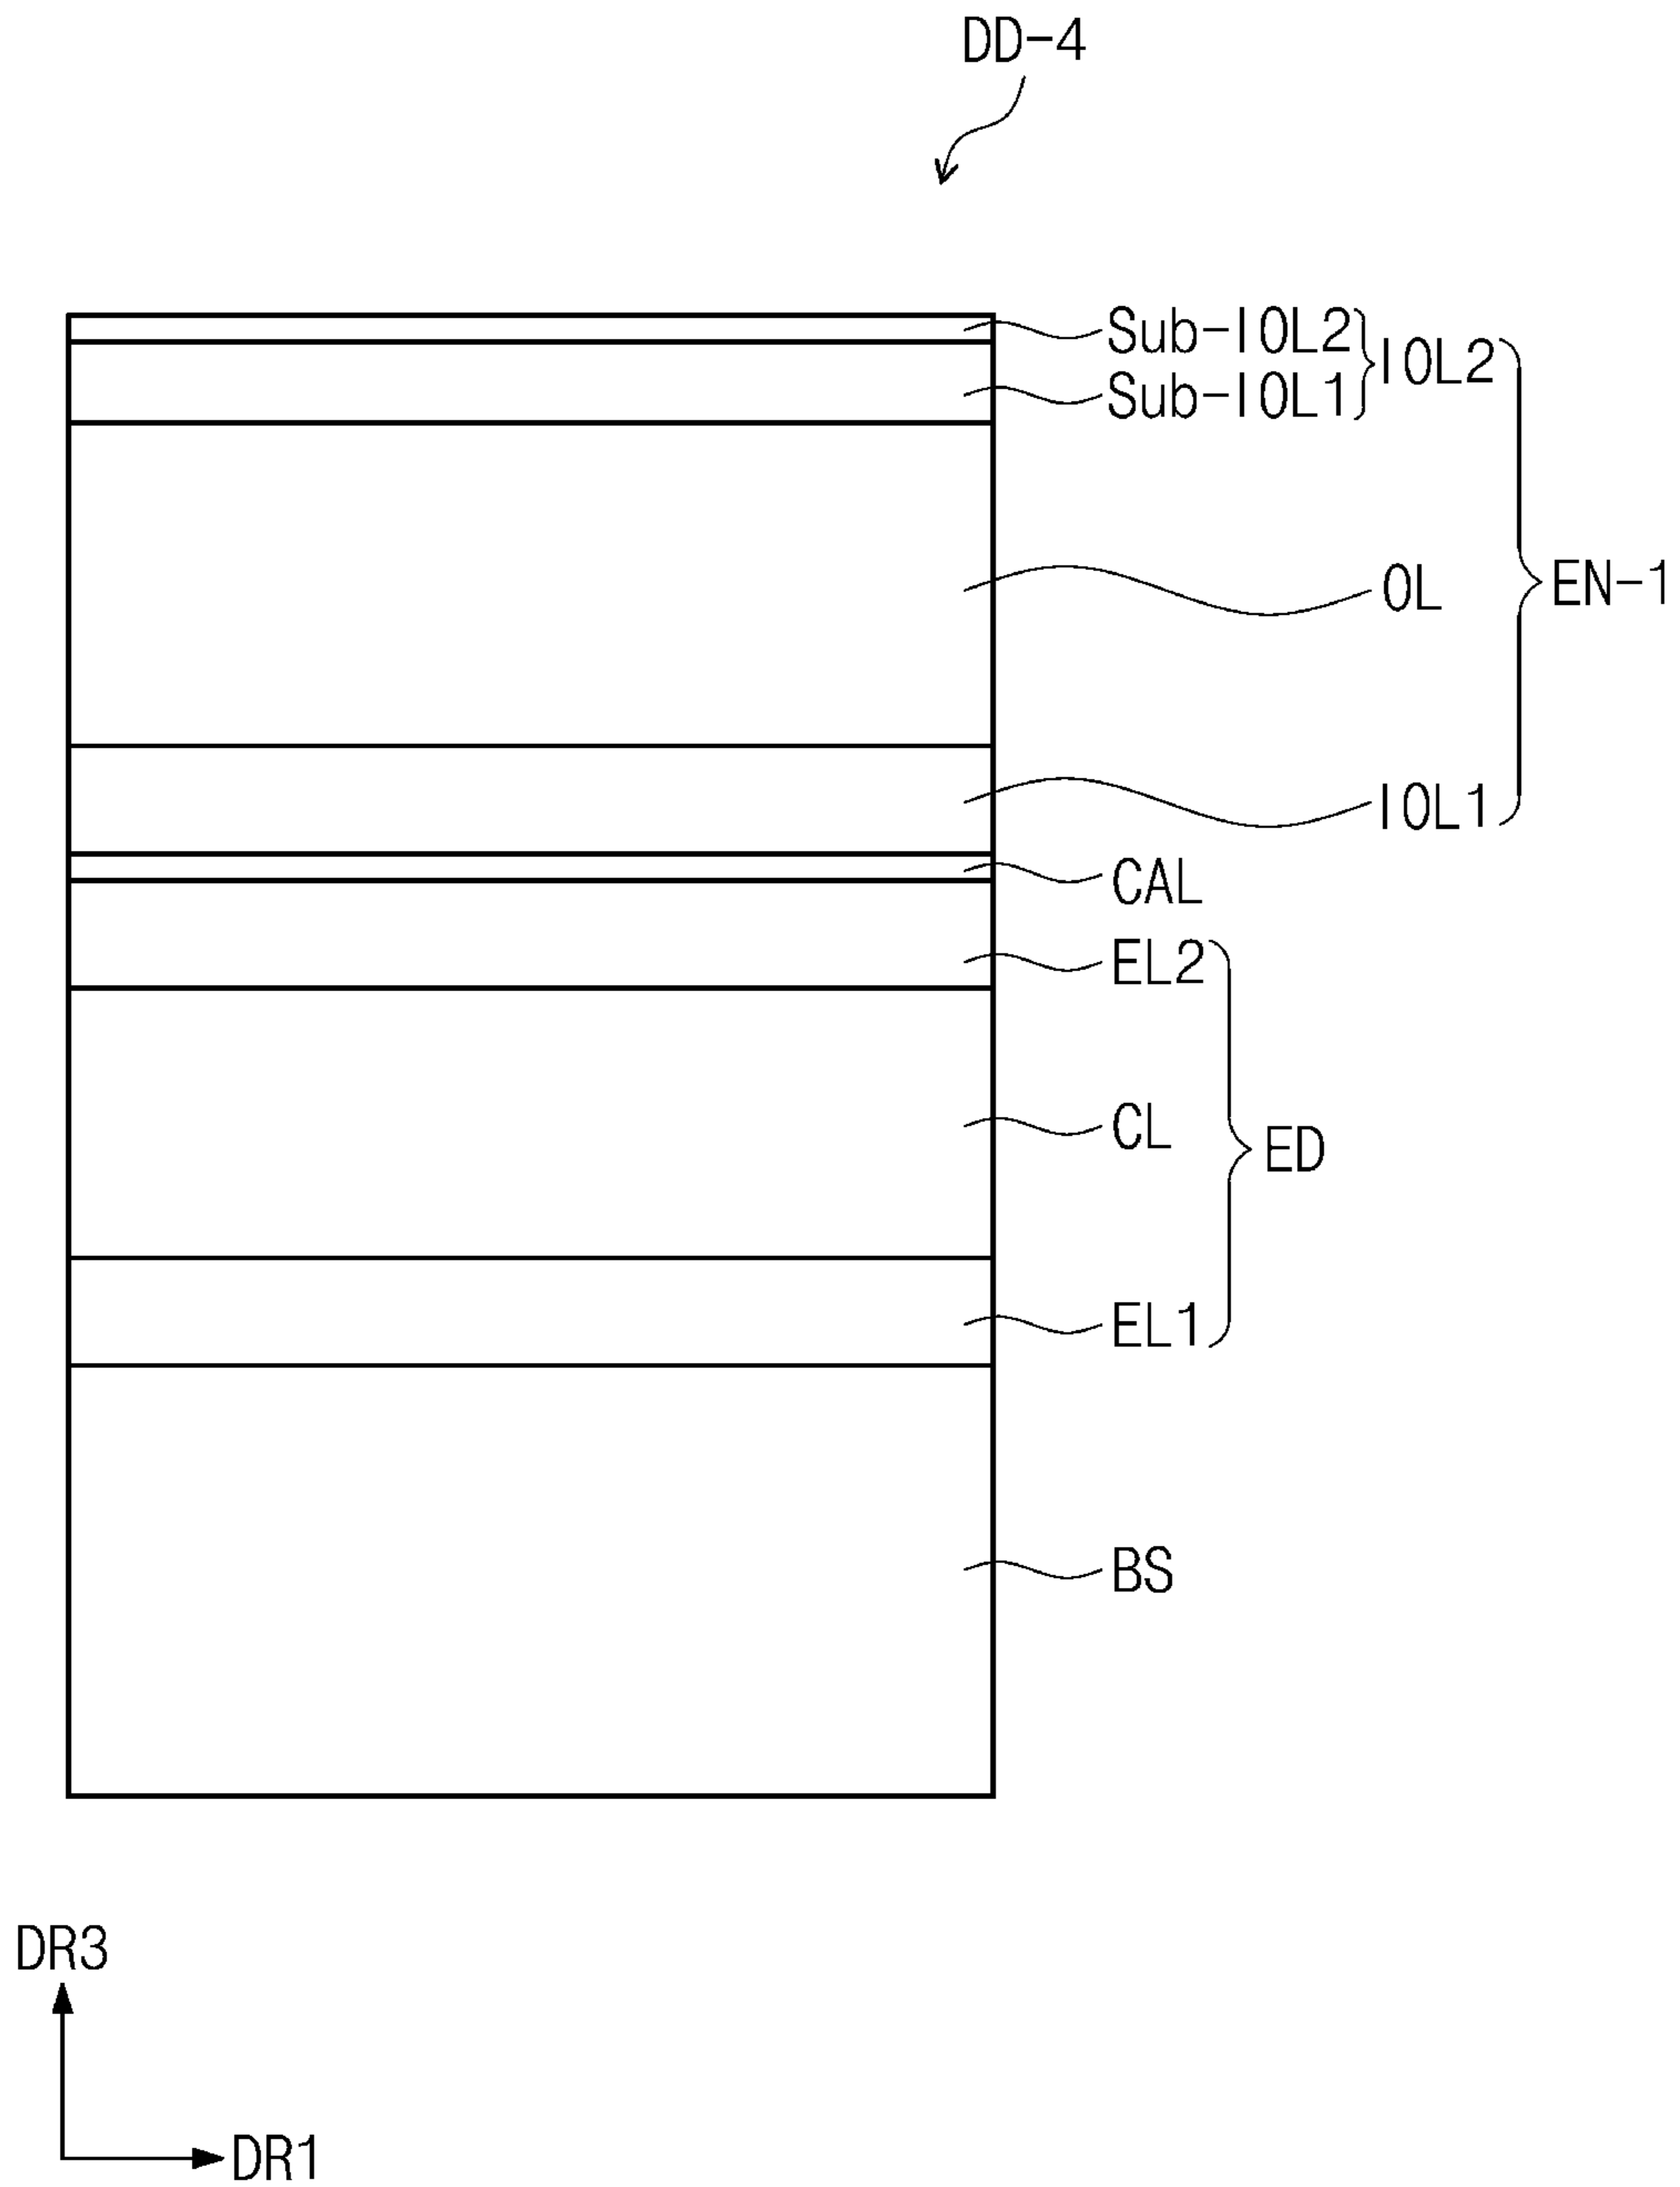 DD-4
Sub-IOL2
IOL2
Sub-IOL1
OL
EN-1
IOL1
CAL
EL2
CL
ED
EL1
BS
DR3
DR1